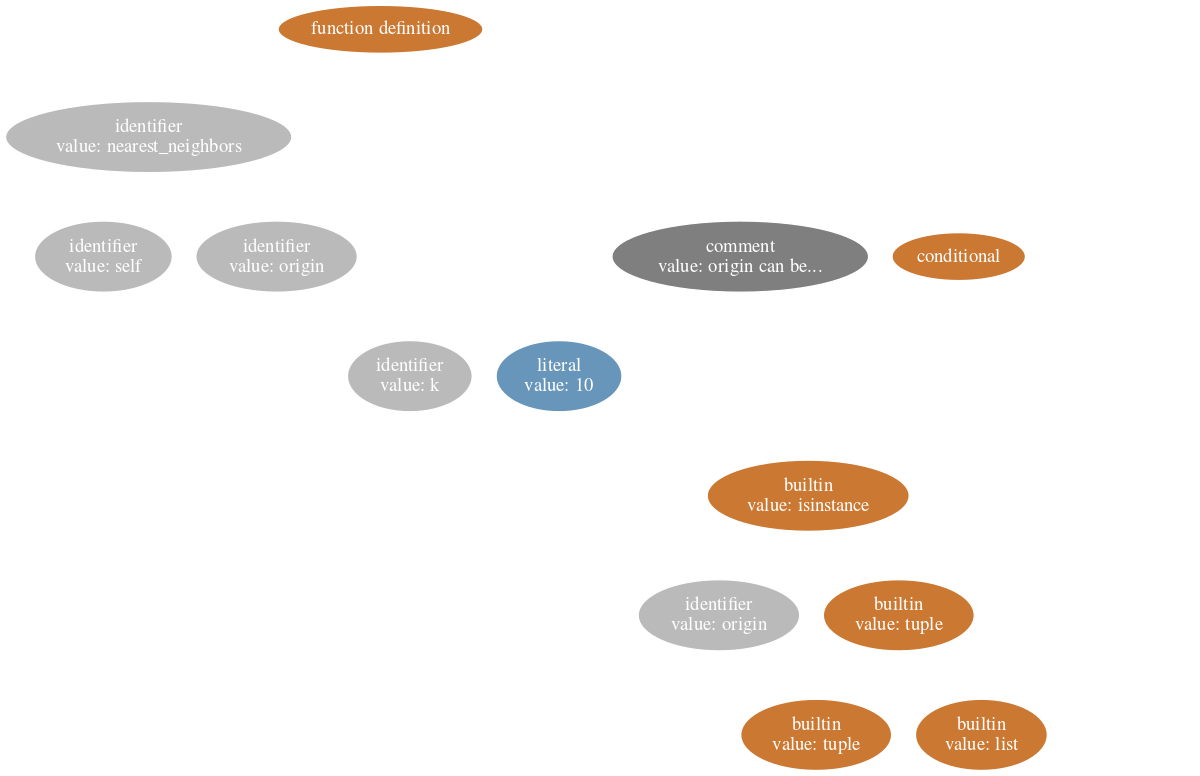 function definition
identifier
value: nearest_neighbors
identifier
value: self
identifier
value: origin
comment
value: origin can be...
conditional
identifier
value: k
literal
value: 10
builtin
value: isinstance
identifier
value: origin
builtin
value: tuple
builtin
value: tuple
builtin
value: list